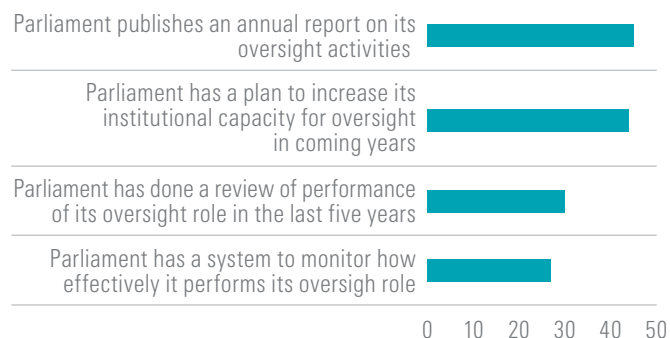 Parliament publishes an annual report on its
oversight activities
Parliament has a plan to increase its
institutional capacity for oversight
in coming years
Parliament has done a review of performance
of its oversight role in the last five years
Parliament has a system to monitor how
effectively it performs its oversigh role
0 10 20 30 40 50